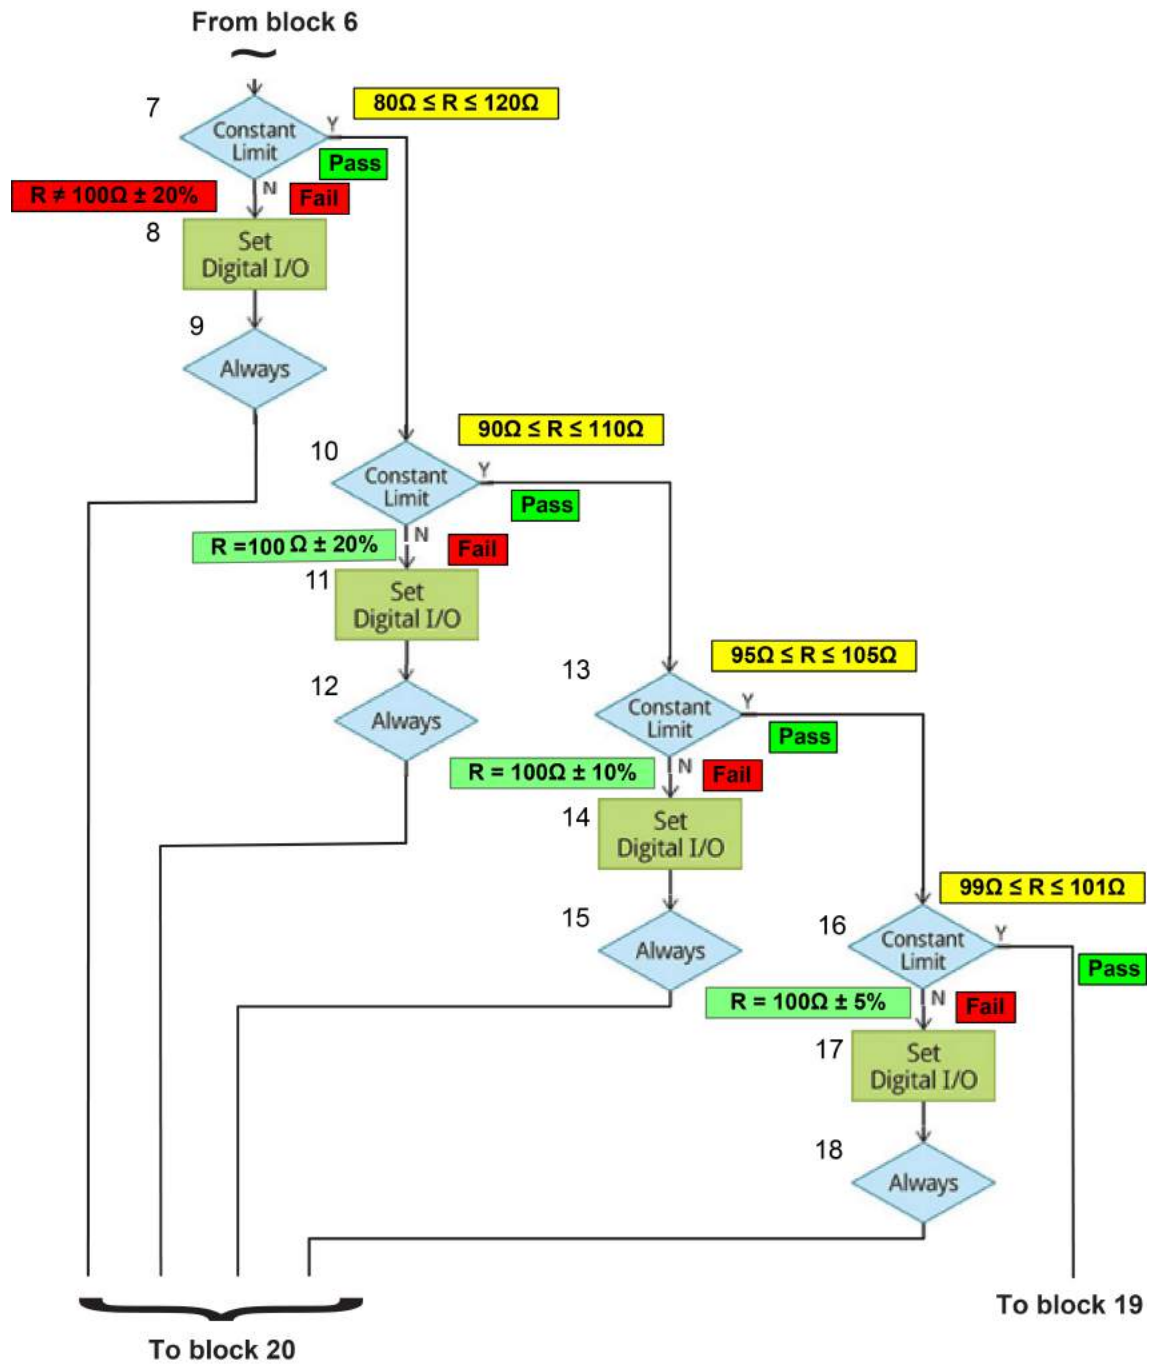 From block 6
7
80Ω ≤ R ≤ 120Ω
Constant
Limit
Y
Pass
R ≠ 100Ω ± 20%
N
Fail
8
Set
Digital I/O
9
Always
90Ω ≤ R ≤ 110Ω
10
Constant
Limit
Y
Pass
R =100 Ω ± 20%
N
Fail
11
Set
Digital I/O
12
Always
95Ω ≤ R ≤ 105Ω
13
Constant
Limit
Y
Pass
R = 100Ω ± 10%
N
Fail
14
Set
Digital I/O
15
Always
99Ω ≤ R ≤ 101Ω
16
Constant
Limit
Y
Pass
R = 100Ω ± 5%
N
Fail
17
Set
Digital I/O
18
Always
To block 19
To block 20